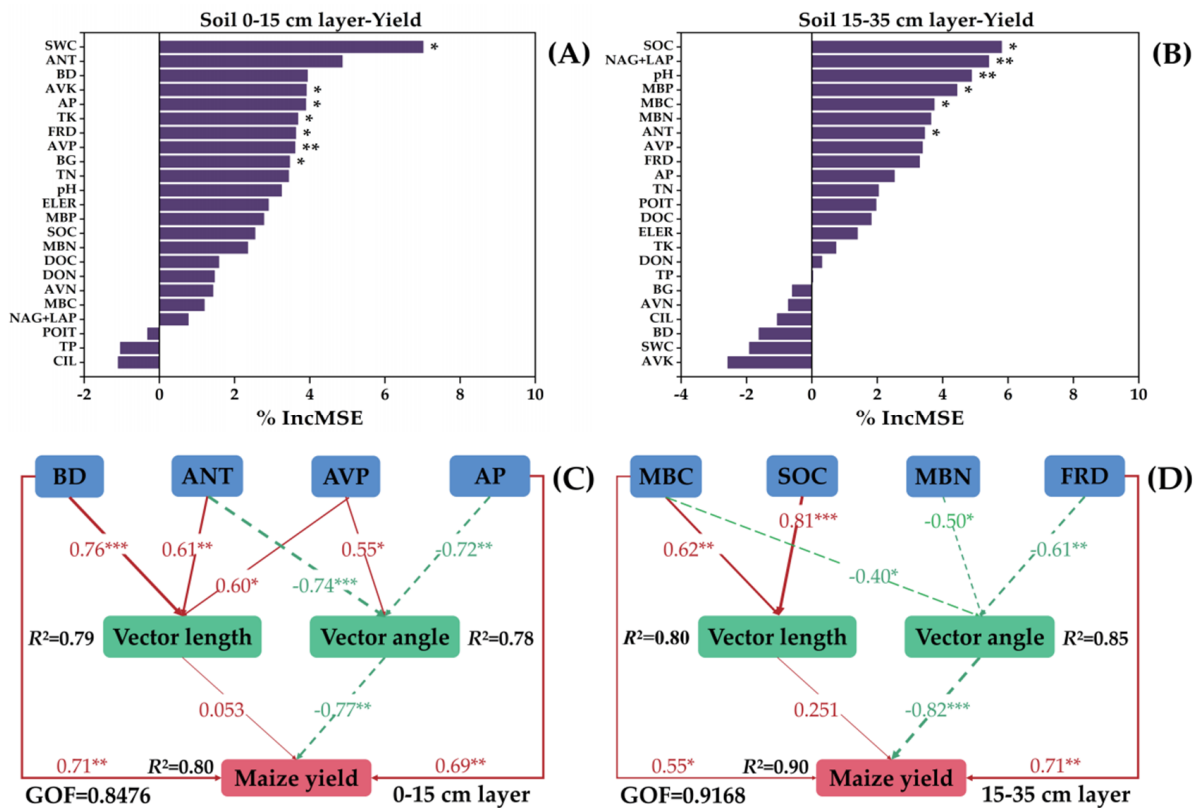 Soil 0-15 cm layer-Yield
(A)
SWC *
ANT
BD
AVK *
AP *
TK *
FRD *
AVP **
BG *
TN
pH
ELER
MBP
SOC
MBN
DOC
DON
AVN
MBC
NAG+LAP
POIT
TP
CIL
-2 0 2 4 6 8 10
% IncMSE
Soil 15-35 cm layer-Yield
(B)
SOC *
NAG+LAP **
pH **
MBP *
MBC *
MBN
ANT *
AVP
FRD
AP
TN
POIT
DOC
ELER
TK
DON
TP
BG
AVN
CIL
BD
SWC
AVK
-4 -2 0 2 4 6 8 10
% IncMSE
BD ANT AVP AP (C)
0.76*** 0.61** 0.55* -0.72**
0.60* -0.74***
R²=0.79 Vector length Vector angle R²=0.78
0.053 -0.77**
0.71** R²=0.80 Maize yield 0.69**
GOF=0.8476 0-15 cm layer
MBC SOC MBN FRD (D)
0.81*** -0.50*
0.62** -0.61**
-0.40*
R²=0.80 Vector length Vector angle R²=0.85
0.251 -0.82***
0.55* R²=0.90 Maize yield 0.71**
GOF=0.9168 15-35 cm layer